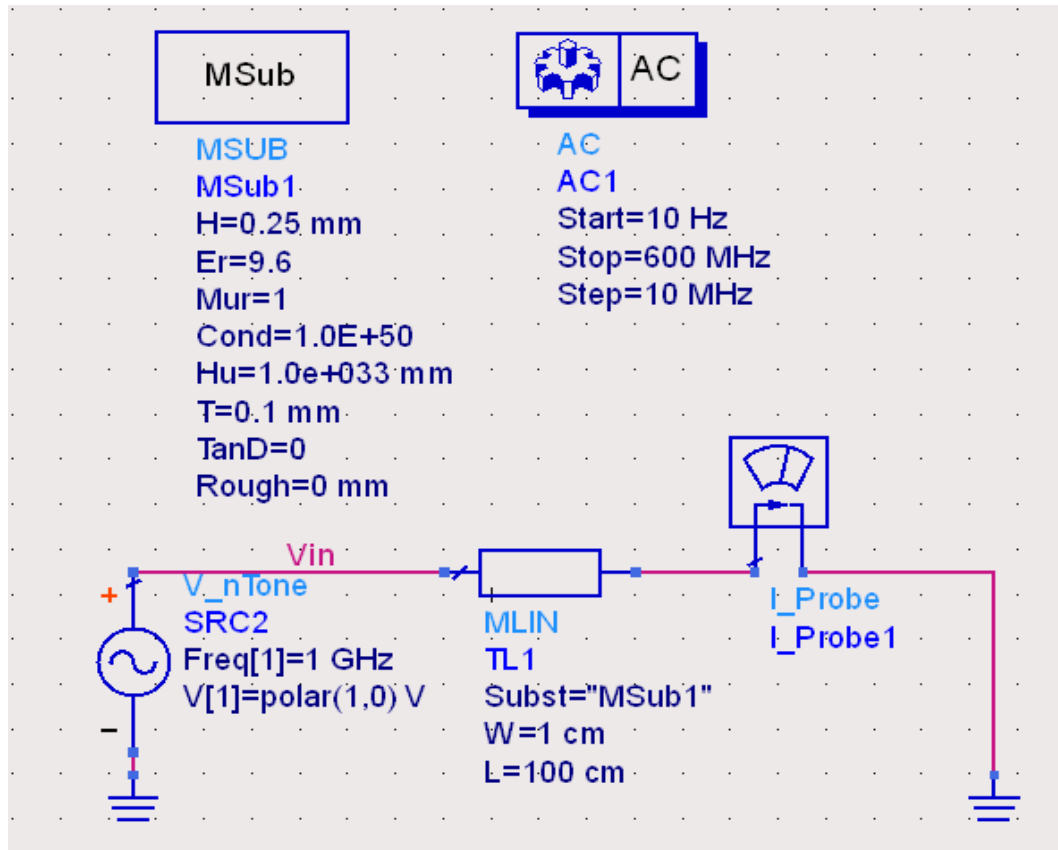 MSub
MSUB
MSub1
H=0.25 mm
Er=9.6
Mur=1
Cond=1.0E+50
Hu=1.0e+033 mm
T=0.1 mm
TanD=0
Rough=0 mm
AC
AC
AC1
Start=10 Hz
Stop=600 MHz
Step=10 MHz
Vin
+
V_nTone
SRC2
Freq[1]=1 GHz
V[1]=polar(1,0) V
−
MLIN
TL1
Subst="MSub1"
W=1 cm
L=100 cm
I_Probe
I_Probe1